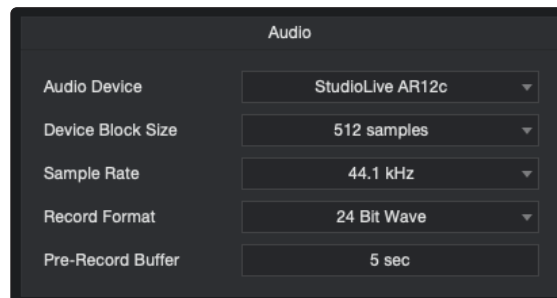 Audio
Audio Device StudioLive AR12c
Device Block Size 512 samples
Sample Rate 44.1 kHz
Record Format 24 Bit Wave
Pre-Record Buffer 5 sec